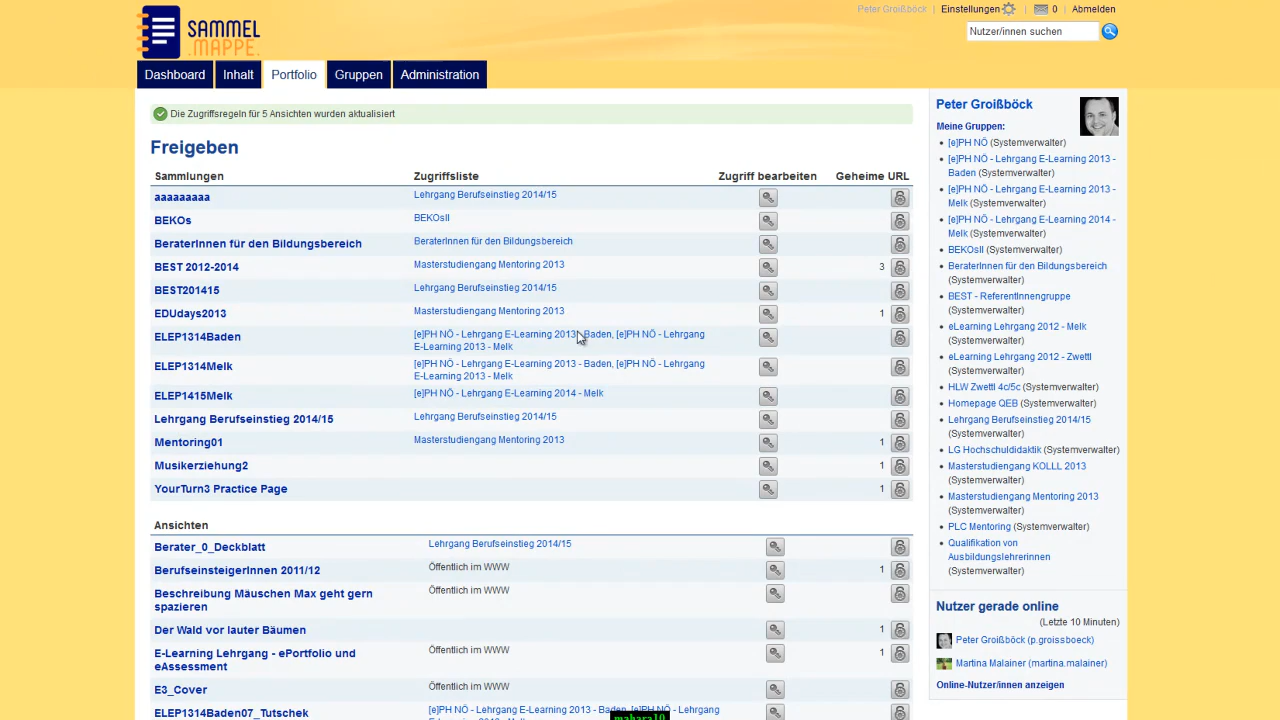 SAMMEL
.MAPPE.
Peter Groißböck | Einstellungen | 0 | Abmelden
Nutzer/innen suchen
Dashboard Inhalt Portfolio Gruppen Administration
Die Zugriffsregeln für 5 Ansichten wurden aktualisiert
Freigeben
Sammlungen Zugriffsliste Zugriff bearbeiten Geheime URL
aaaaaaaaa Lehrgang Berufseinstieg 2014/15
BEKOs BEKOsII
BeraterInnen für den Bildungsbereich BeraterInnen für den Bildungsbereich
BEST 2012-2014 Masterstudiengang Mentoring 2013 3
BEST201415 Lehrgang Berufseinstieg 2014/15
EDUdays2013 Masterstudiengang Mentoring 2013 1
ELEP1314Baden [e]PH NÖ - Lehrgang E-Learning 2013 - Baden, [e]PH NÖ - Lehrgang
E-Learning 2013 - Melk
ELEP1314Melk [e]PH NÖ - Lehrgang E-Learning 2013 - Baden, [e]PH NÖ - Lehrgang
E-Learning 2013 - Melk
ELEP1415Melk [e]PH NÖ - Lehrgang E-Learning 2014 - Melk
Lehrgang Berufseinstieg 2014/15 Lehrgang Berufseinstieg 2014/15
Mentoring01 Masterstudiengang Mentoring 2013 1
Musikerziehung2 1
YourTurn3 Practice Page 1
Ansichten
Berater_0_Deckblatt Lehrgang Berufseinstieg 2014/15
BerufseinsteigerInnen 2011/12 Öffentlich im WWW 1
Beschreibung Mäuschen Max geht gern Öffentlich im WWW
spazieren
Der Wald vor lauter Bäumen 1
E-Learning Lehrgang - ePortfolio und Öffentlich im WWW 1
eAssessment
E3_Cover Öffentlich im WWW
ELEP1314Baden07_Tutschek [e]PH NÖ - Lehrgang E-Learning 2013 - Baden, [e]PH NÖ - Lehrgang
mahara10
Peter Groißböck
Meine Gruppen:
[e]PH NÖ (Systemverwalter)
[e]PH NÖ - Lehrgang E-Learning 2013 -
Baden (Systemverwalter)
[e]PH NÖ - Lehrgang E-Learning 2013 -
Melk (Systemverwalter)
[e]PH NÖ - Lehrgang E-Learning 2014 -
Melk (Systemverwalter)
BEKOsII (Systemverwalter)
BeraterInnen für den Bildungsbereich
(Systemverwalter)
BEST - ReferentInnengruppe
(Systemverwalter)
eLearning Lehrgang 2012 - Melk
(Systemverwalter)
eLearning Lehrgang 2012 - Zwettl
(Systemverwalter)
HLW Zwettl 4c/5c (Systemverwalter)
Homepage QEB (Systemverwalter)
Lehrgang Berufseinstieg 2014/15
(Systemverwalter)
LG Hochschuldidaktik (Systemverwalter)
Masterstudiengang KOLLL 2013
(Systemverwalter)
Masterstudiengang Mentoring 2013
(Systemverwalter)
PLC Mentoring (Systemverwalter)
Qualifikation von
Ausbildungslehrerinnen
(Systemverwalter)
Nutzer gerade online
(Letzte 10 Minuten)
Peter Groißböck (p.groissboeck)
Martina Malainer (martina.malainer)
Online-Nutzer/innen anzeigen